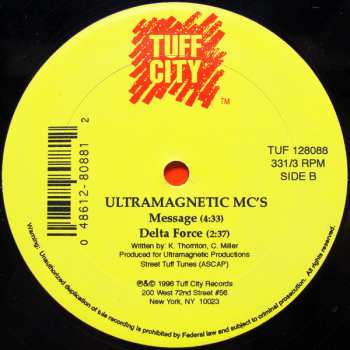 TUFF
CITY
TM
TUF 128088
331/3 RPM
SIDE B
0 48612-80881 2
ULTRAMAGNETIC MC'S
Message (4:33)
Delta Force (2:37)
Written by: K. Thornton, C. Miller
Produced for Ultramagnetic Productions
Street Tuff Tunes (ASCAP)
℗&© 1996 Tuff City Records
200 West 72nd Street #56
New York, NY 10023
Warning: Unauthorized duplication of this recording is prohibited by Federal law and subject to criminal prosecution. All rights reserved.